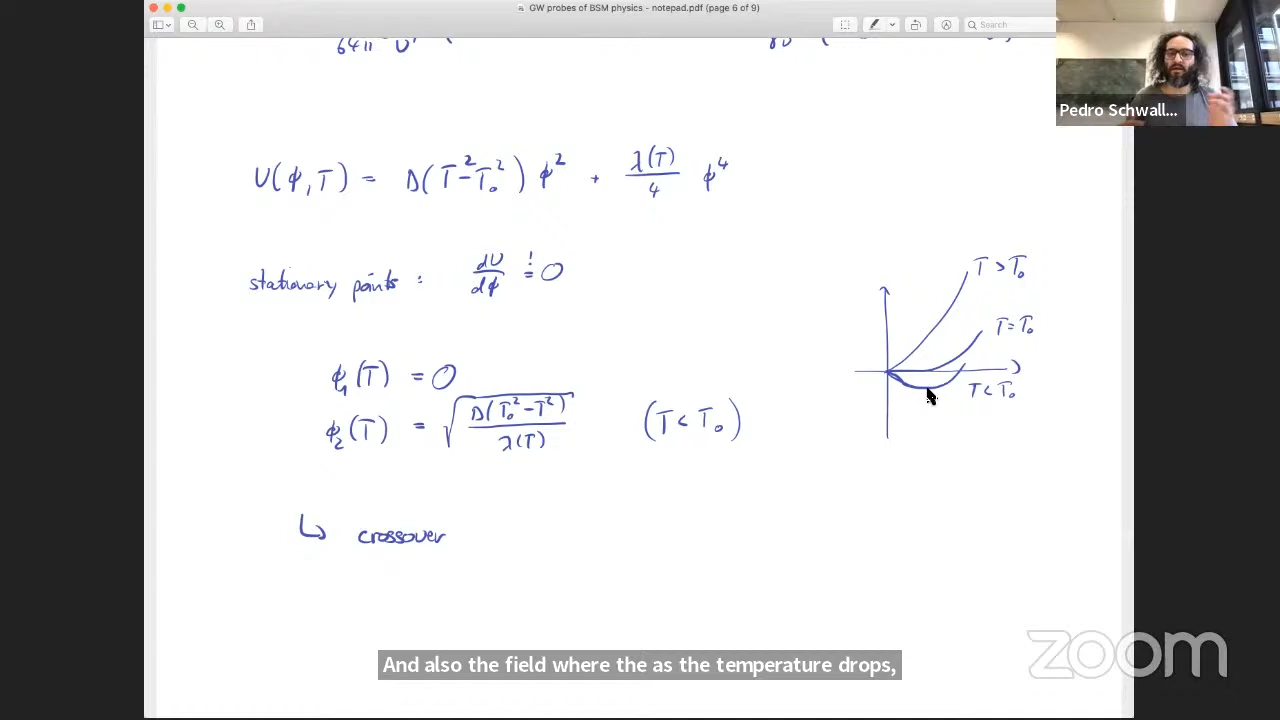 GW probes of BSM physics - notepad.pdf (page 6 of 9)
Search
64π²
Pedro Schwall...
U(φ,T) = D(T²-T₀²) φ² + λ(T)/4 φ⁴
stationary points : dU/dφ != 0
T > T₀
T = T₀
T < T₀
φ₁(T) = 0
φ₂(T) = √(D(T₀²-T²)/λ(T)) (T < T₀)
↳ crossover
And also the field where the as the temperature drops,
zoom